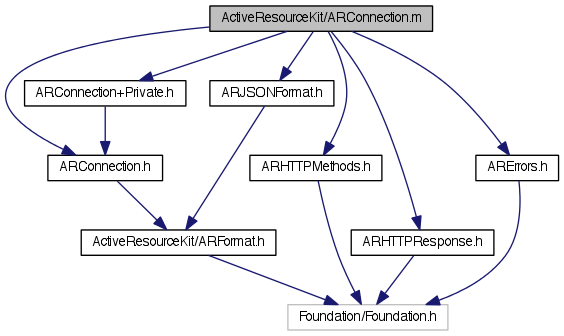 ActiveResourceKit/ARConnection.m
ARConnection+Private.h
ARJSONFormat.h
ARConnection.h
ARHTTPMethods.h
ARErrors.h
ActiveResourceKit/ARFormat.h
ARHTTPResponse.h
Foundation/Foundation.h